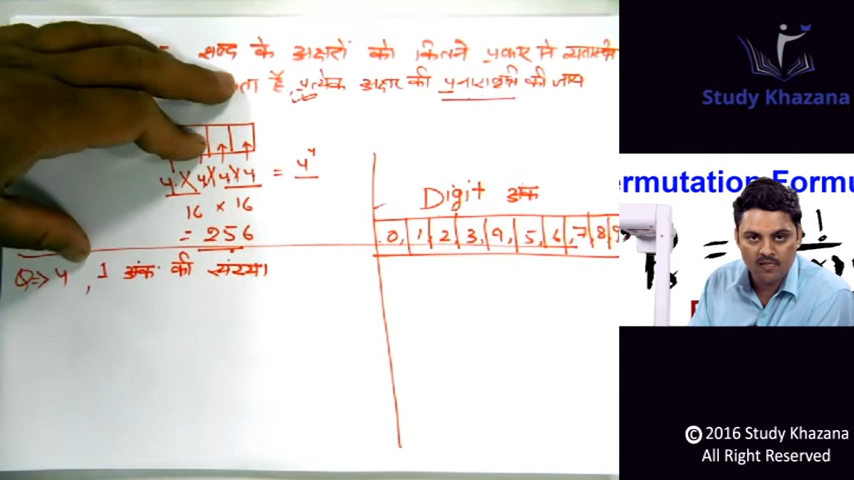 शब्द के अक्षरों को कितने प्रकार से
ता है, प्रत्येक अक्षर की पुनरावृत्ति की जाय
4 × 4 × 4 × 4 = 4⁴
16 × 16
= 256
Q=> 4, 1 अंक की संख्या
Digit अंक
0, 1, 2, 3, 9, 5, 6, 7, 8, 9
Study Khazana
ermutation Formu
© 2016 Study Khazana
All Right Reserved